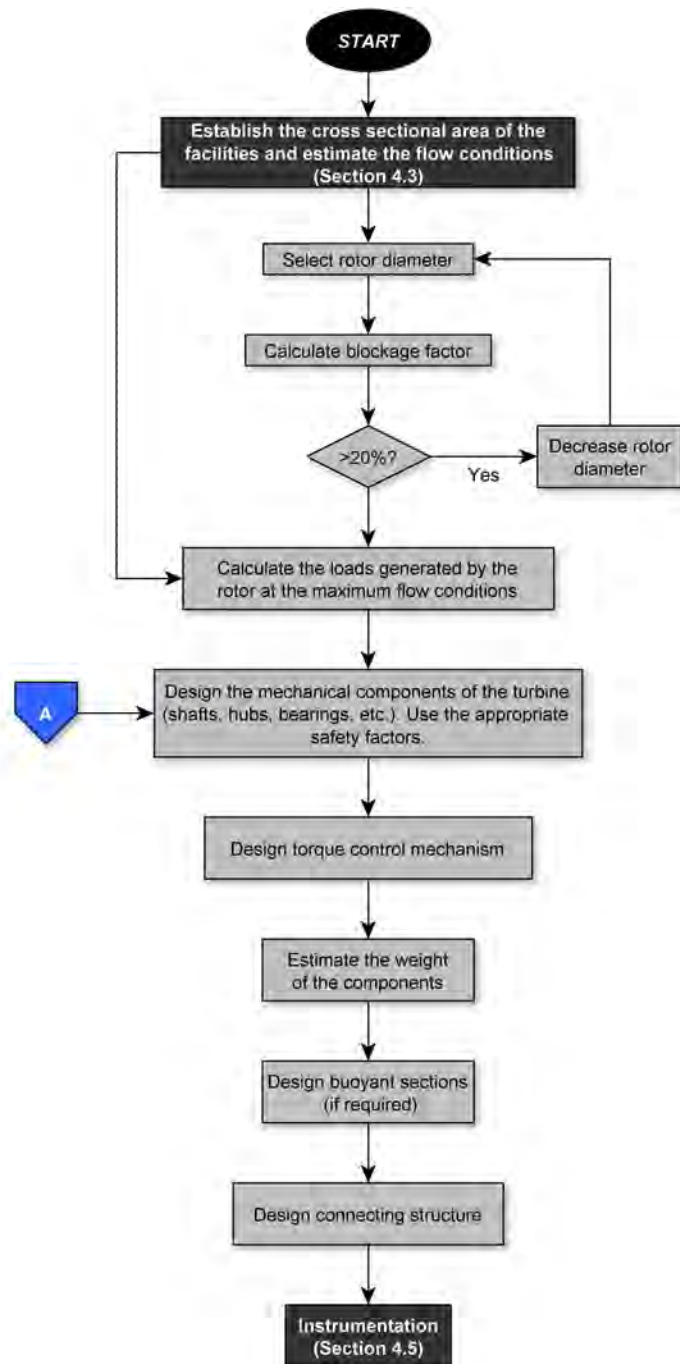 START
Establish the cross sectional area of the
facilities and estimate the flow conditions
(Section 4.3)
Select rotor diameter
Calculate blockage factor
>20%?
Yes
Decrease rotor
diameter
Calculate the loads generated by the
rotor at the maximum flow conditions
A
Design the mechanical components of the turbine
(shafts, hubs, bearings, etc.). Use the appropriate
safety factors.
Design torque control mechanism
Estimate the weight
of the components
Design buoyant sections
(if required)
Design connecting structure
Instrumentation
(Section 4.5)